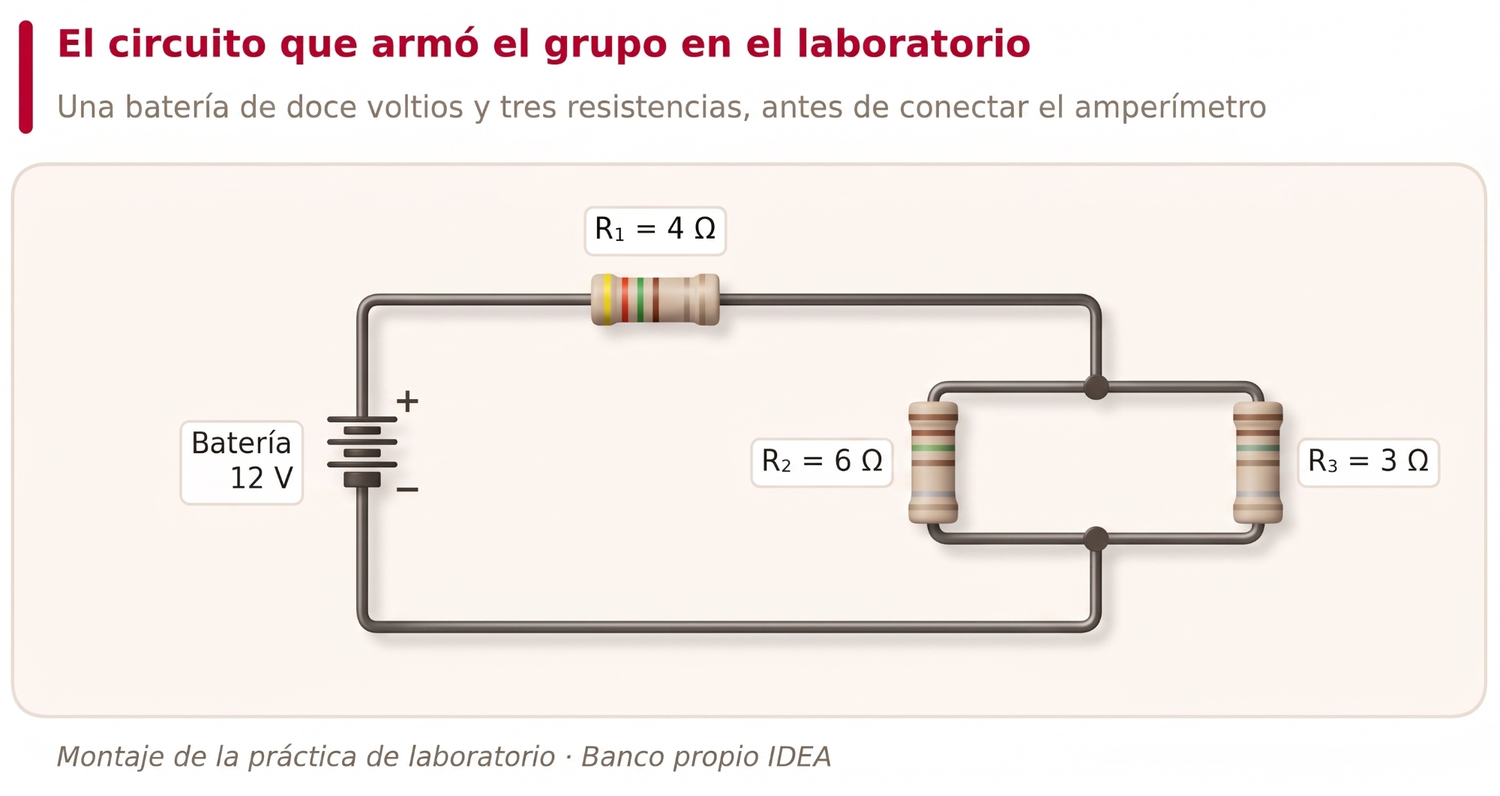 El circuito que armó el grupo en el laboratorio
Una batería de doce voltios y tres resistencias, antes de conectar el amperímetro
R₁ = 4 Ω
+
Batería
12 V
−
R₂ = 6 Ω
R₃ = 3 Ω
Montaje de la práctica de laboratorio · Banco propio IDEA